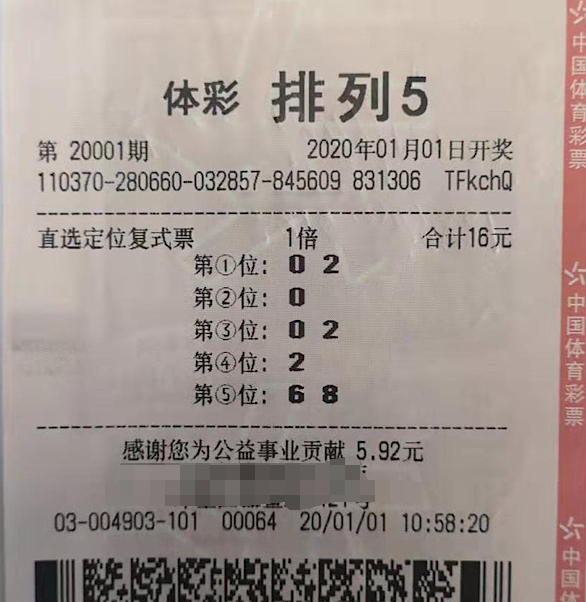 体彩 排列5
第 20001期 2020年01月01日开奖
110370-280660-032857-845609 831306 TFkchQ
直选定位复式票 1倍 合计16元
第①位: 0 2
第②位: 0
第③位: 0 2
第④位: 2
第⑤位: 6 8
感谢您为公益事业贡献 5.92元
03-004903-101 00064 20/01/01 10:58:20
中国体育彩票
中国体育彩票
中国体育